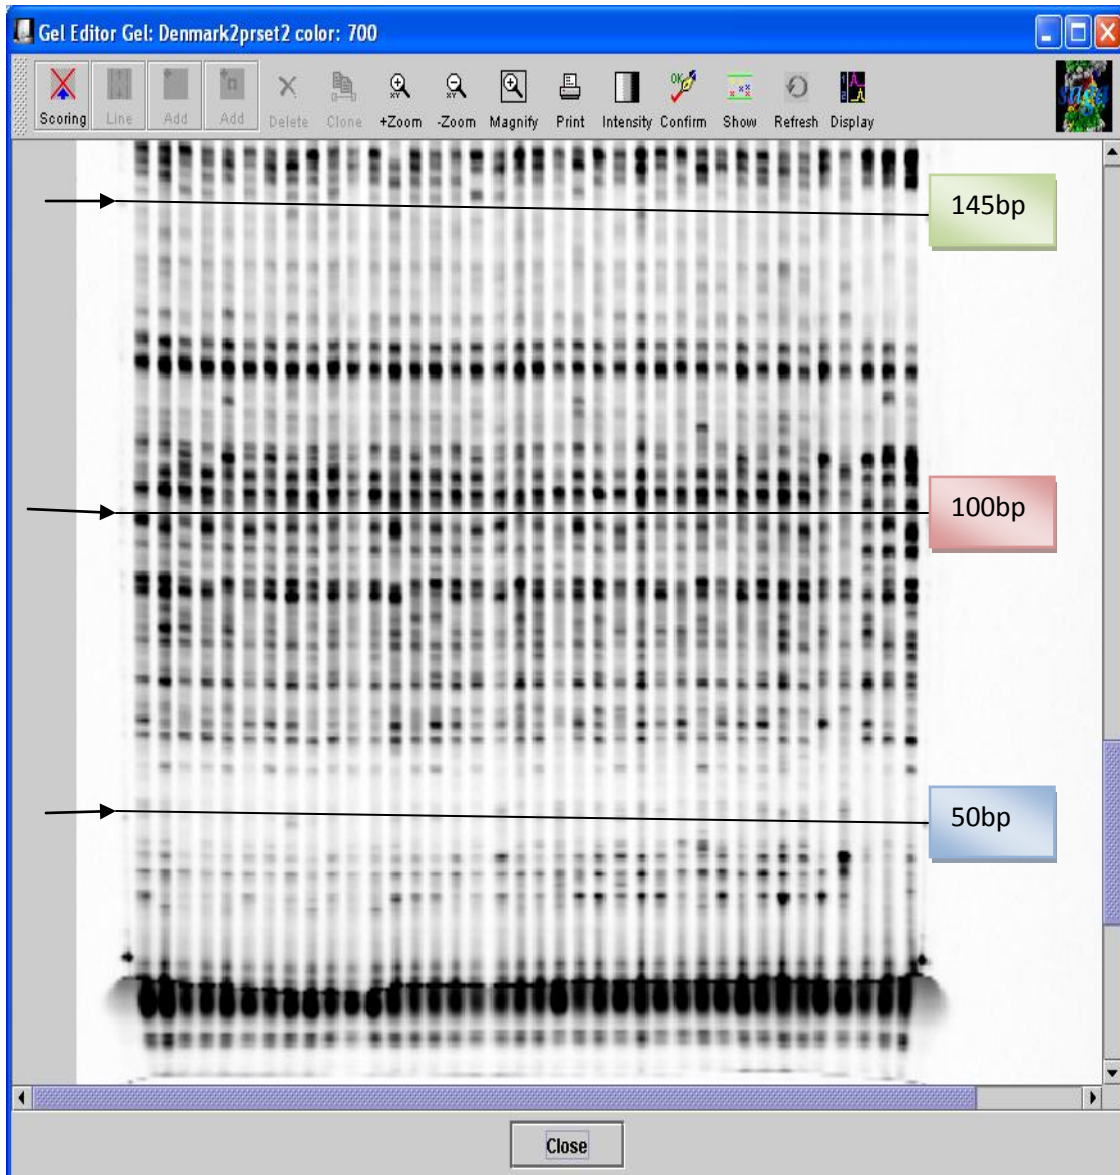 Gel Editor Gel: Denmark2prset2 color: 700
Scoring Line Add Add Delete Clone +Zoom -Zoom Magnify Print Intensity Confirm Show Refresh Display
145bp
100bp
50bp
Close